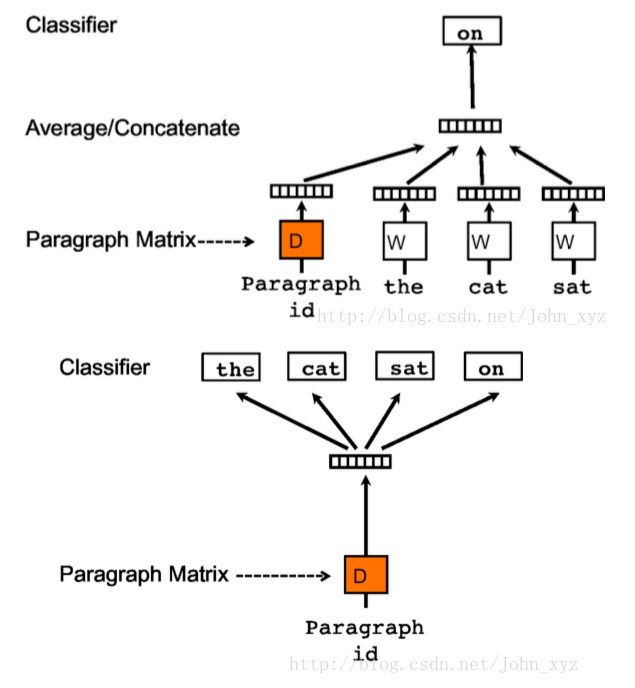 Classifier
on
Average/Concatenate
Paragraph Matrix
D
W
W
W
Paragraph
id
the
cat
sat
http://blog.csdn.net/John_xyz
Classifier
the
cat
sat
on
Paragraph Matrix
D
Paragraph
id
http://blog.csdn.net/John_xyz